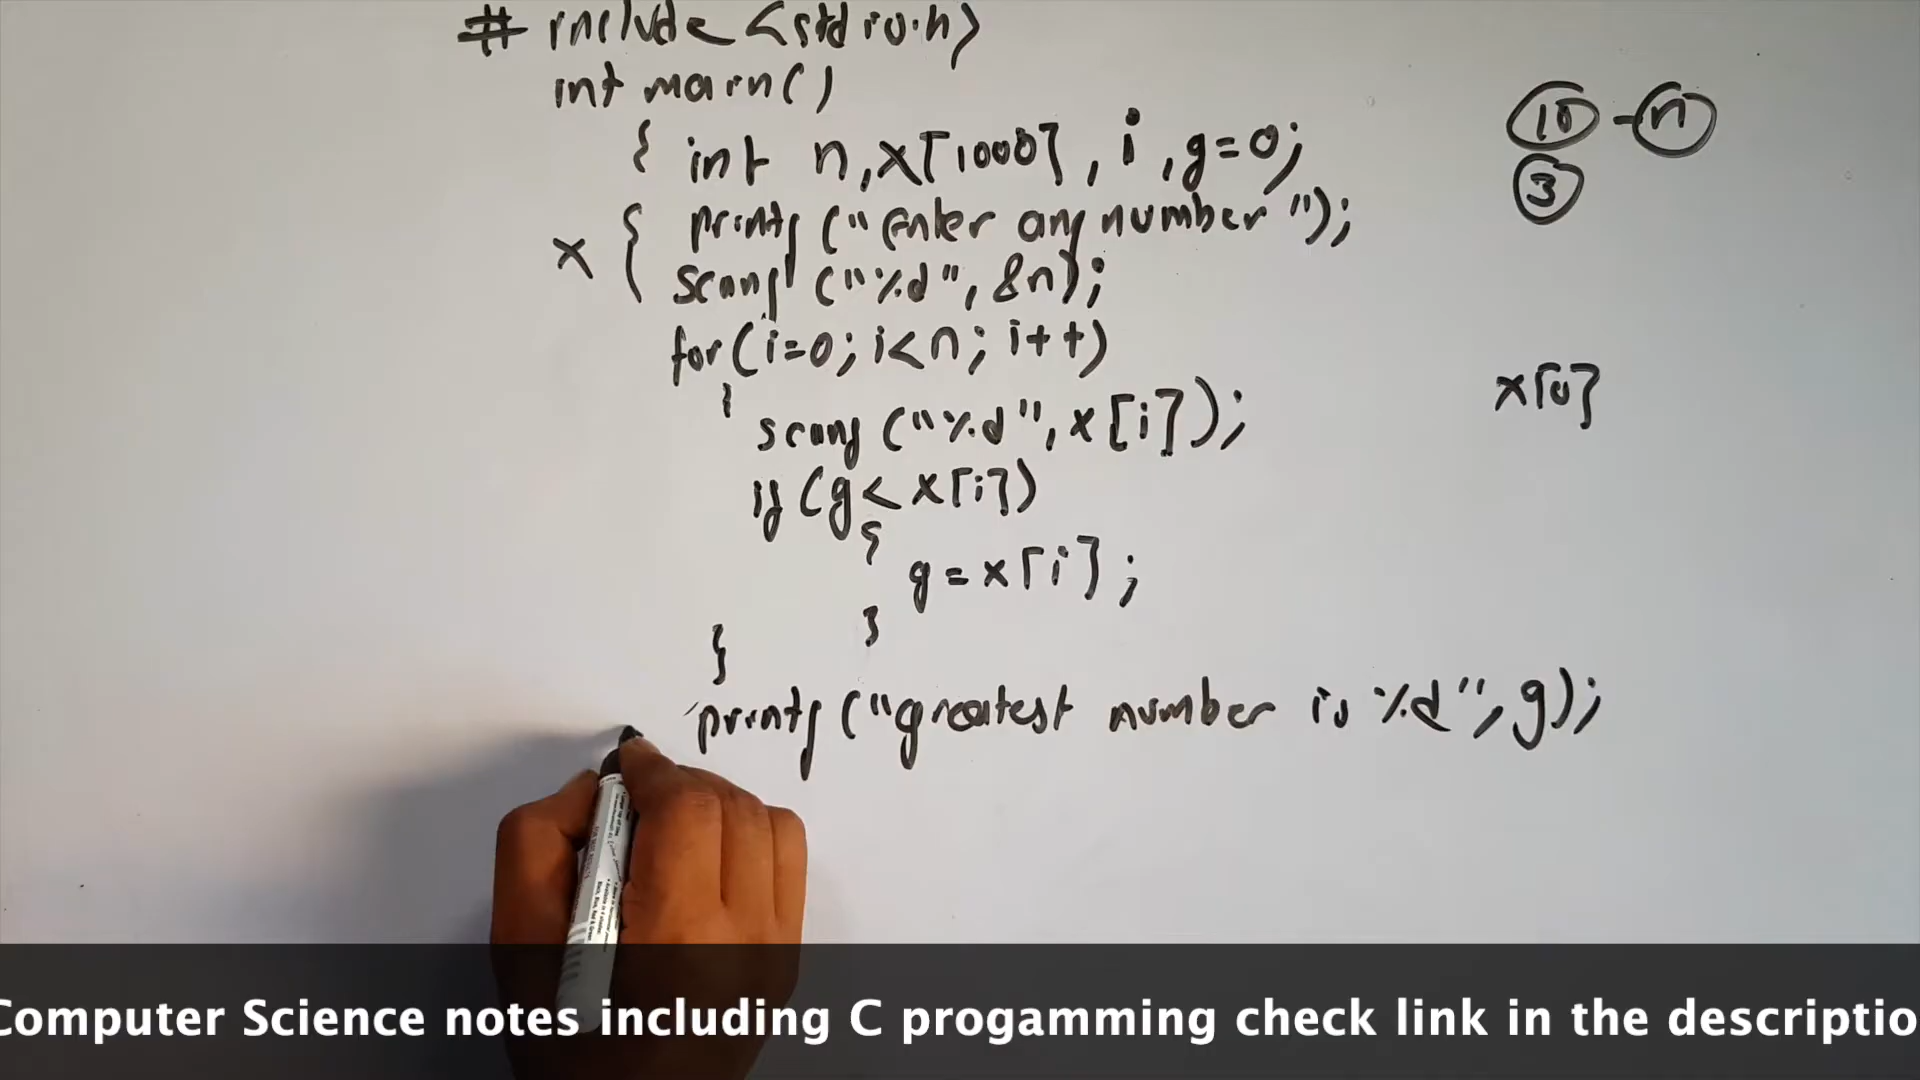 # include <stdio.h>
int main()
{ int n,x[1000], i, g=0;
x { printf ("Enter any number");
scanf ("%d", &n);
for(i=0; i<n; i++)
{
scanf ("%d", x[i]);
if (g< x[i])
{
g=x[i];
}
}
printf ("greatest number is %d", g);
10 - n
3
x[0]
Computer Science notes including C progamming check link in the descriptio